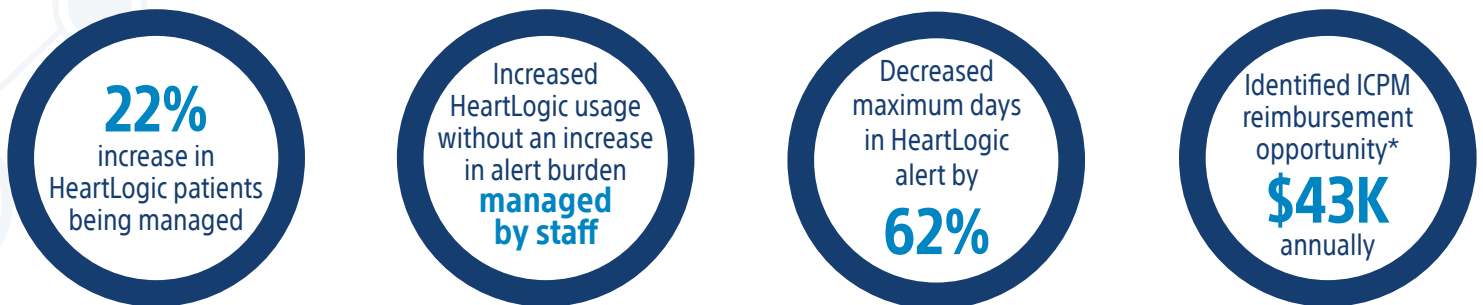 22%
increase in
HeartLogic patients
being managed
Increased
HeartLogic usage
without an increase
in alert burden
managed
by staff
Decreased
maximum days
in HeartLogic
alert by
62%
Identified ICPM
reimbursement
opportunity*
$43K
annually